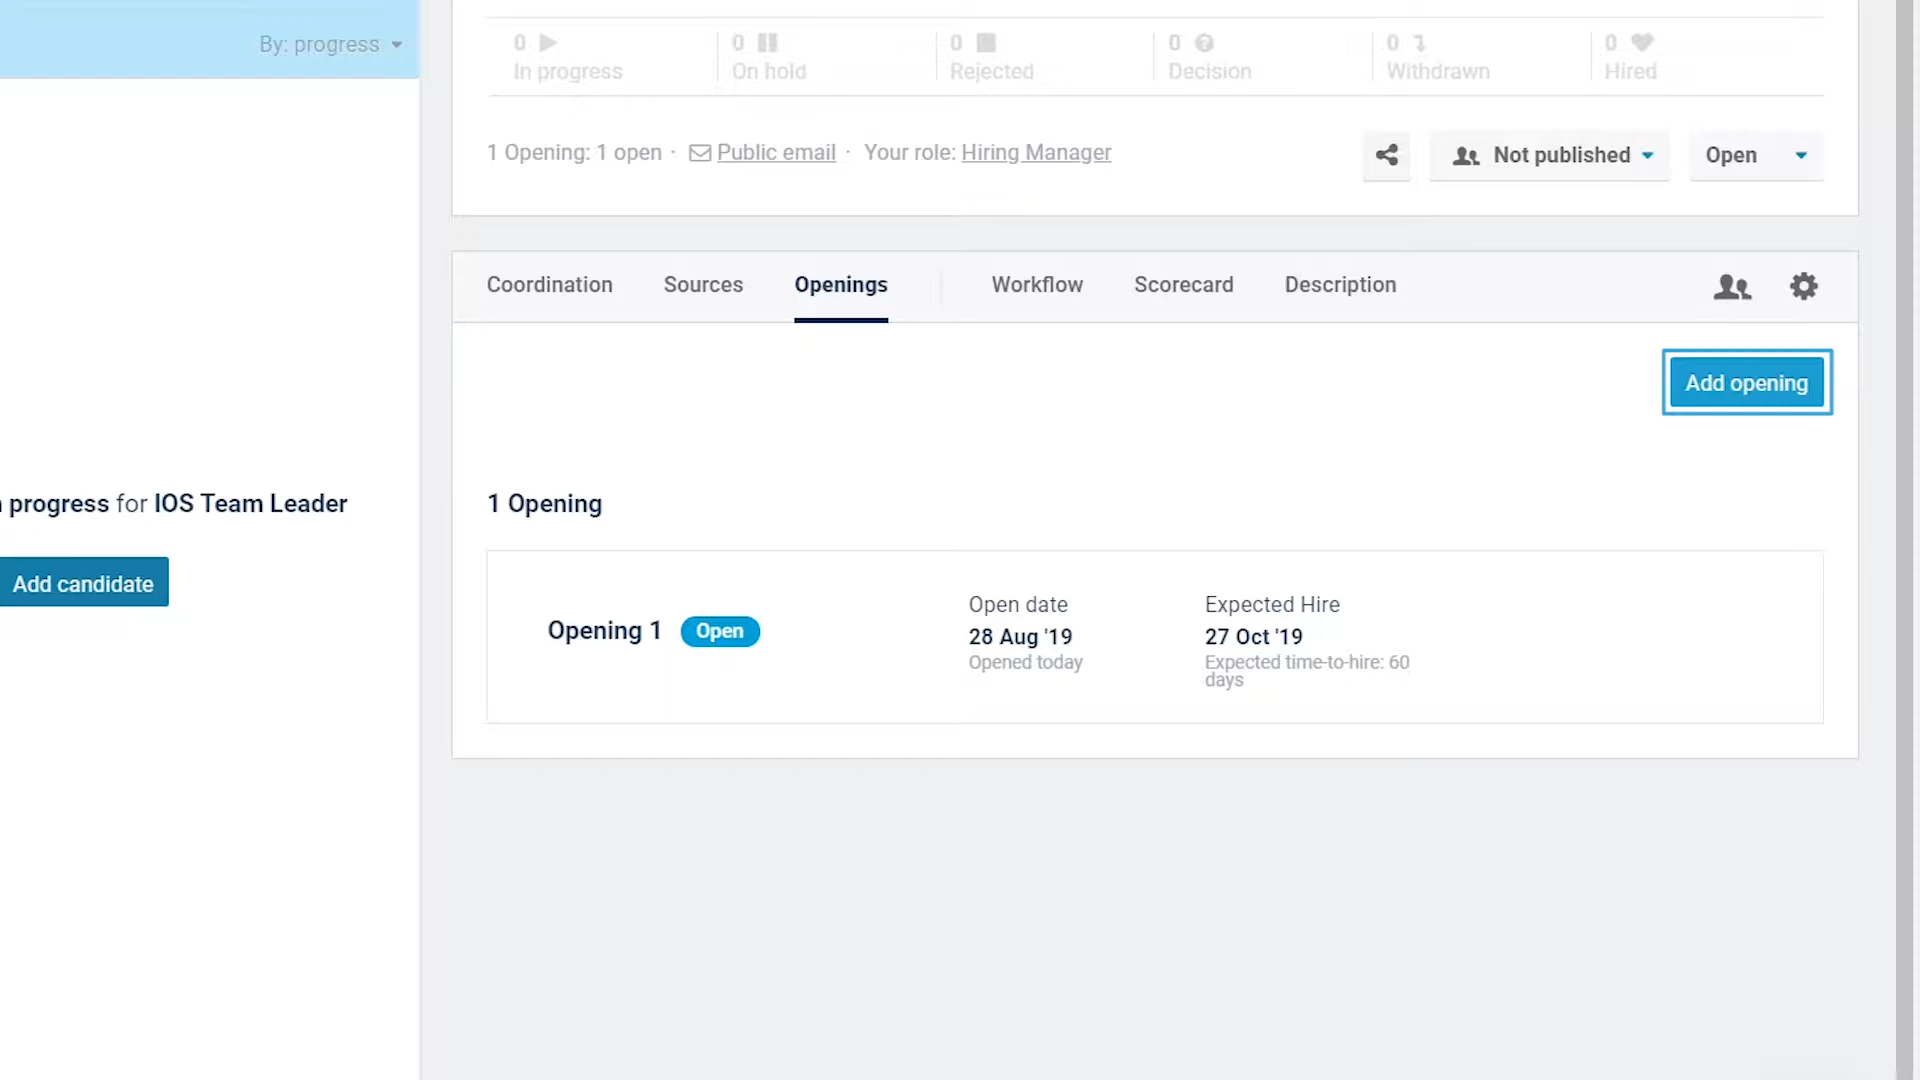 By: progress
0
In progress
0
On hold
0
Rejected
0
Decision
0
Withdrawn
0
Hired
1 Opening: 1 open · Public email · Your role: Hiring Manager
Not published
Open
Coordination
Sources
Openings
Workflow
Scorecard
Description
Add opening
progress for IOS Team Leader
Add candidate
1 Opening
Opening 1
Open
Open date
28 Aug '19
Opened today
Expected Hire
27 Oct '19
Expected time-to-hire: 60
days